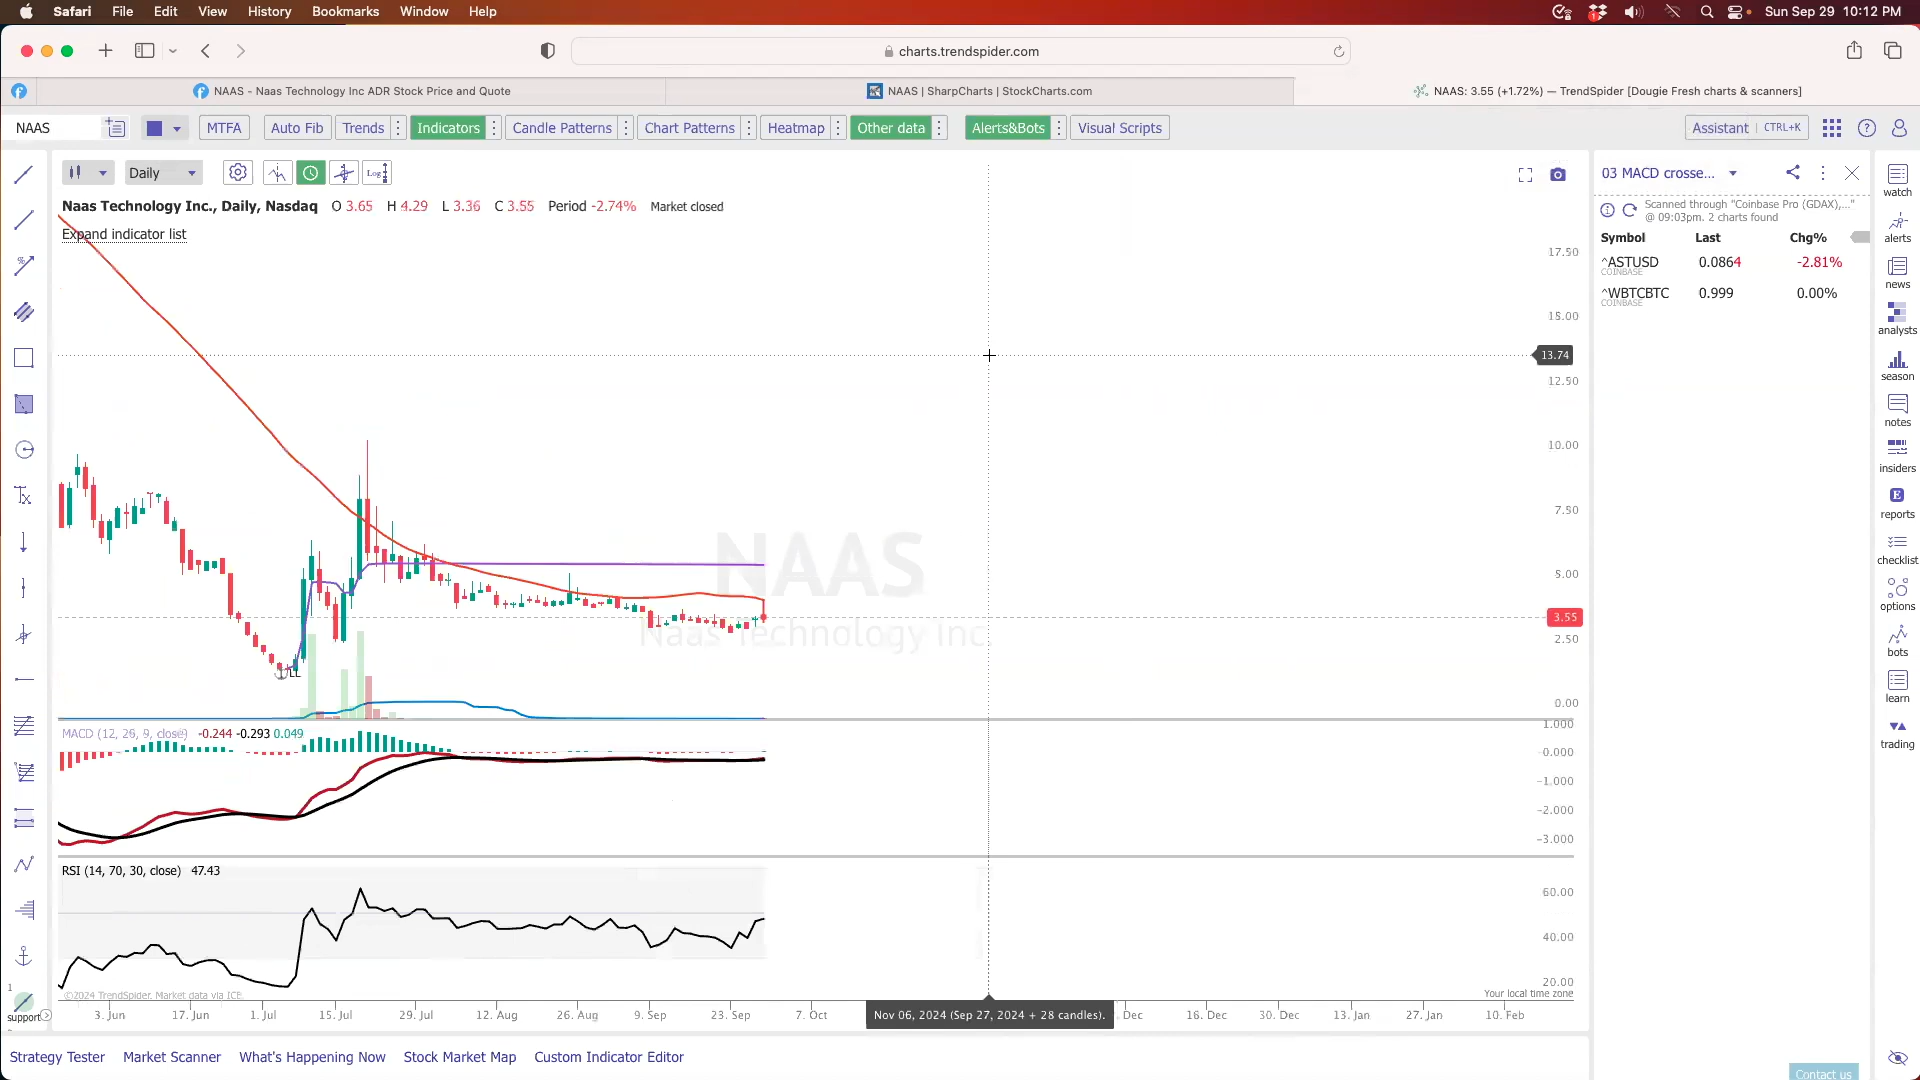 Safari File Edit View History Bookmarks Window Help Sun Sep 29 10:12 PM
charts.trendspider.com
NAAS - Naas Technology Inc ADR Stock Price and Quote
NAAS | SharpCharts | StockCharts.com
NAAS: 3.55 (+1.72%) — TrendSpider [Dougie Fresh charts & scanners]
NAAS MTFA Auto Fib Trends Indicators Candle Patterns Chart Patterns Heatmap Other data Alerts&Bots Visual Scripts Assistant CTRL+K
Daily Log
Naas Technology Inc., Daily, Nasdaq O 3.65 H 4.29 L 3.36 C 3.55 Period -2.74% Market closed
Expand indicator list
17.50
15.00
13.74
12.50
10.00
7.50
5.00
3.55
2.50
0.00
NAAS
Naas Technology Inc.
LL
MACD (12, 26, 9, close) -0.244 -0.293 0.049
1.000
-0.000
-1.000
-2.000
-3.000
RSI (14, 70, 30, close) 47.43
60.00
40.00
20.00
©2024 TrendSpider. Market data via ICE.
Your local time zone
3. Jun 17. Jun 1. Jul 15. Jul 29. Jul 12. Aug 26. Aug 9. Sep 23. Sep 7. Oct Nov 06, 2024 (Sep 27, 2024 + 28 candles). Dec 16. Dec 30. Dec 13. Jan 27. Jan 10. Feb
1
support
Strategy Tester Market Scanner What's Happening Now Stock Market Map Custom Indicator Editor
03 MACD crosse...
Scanned through "Coinbase Pro (GDAX),..."
@ 09:03pm. 2 charts found
Symbol Last Chg%
^ASTUSD 0.0864 -2.81%
COINBASE
^WBTCBTC 0.999 0.00%
COINBASE
watch
alerts
news
analysts
season
notes
insiders
E
reports
checklist
options
bots
learn
trading
Contact us